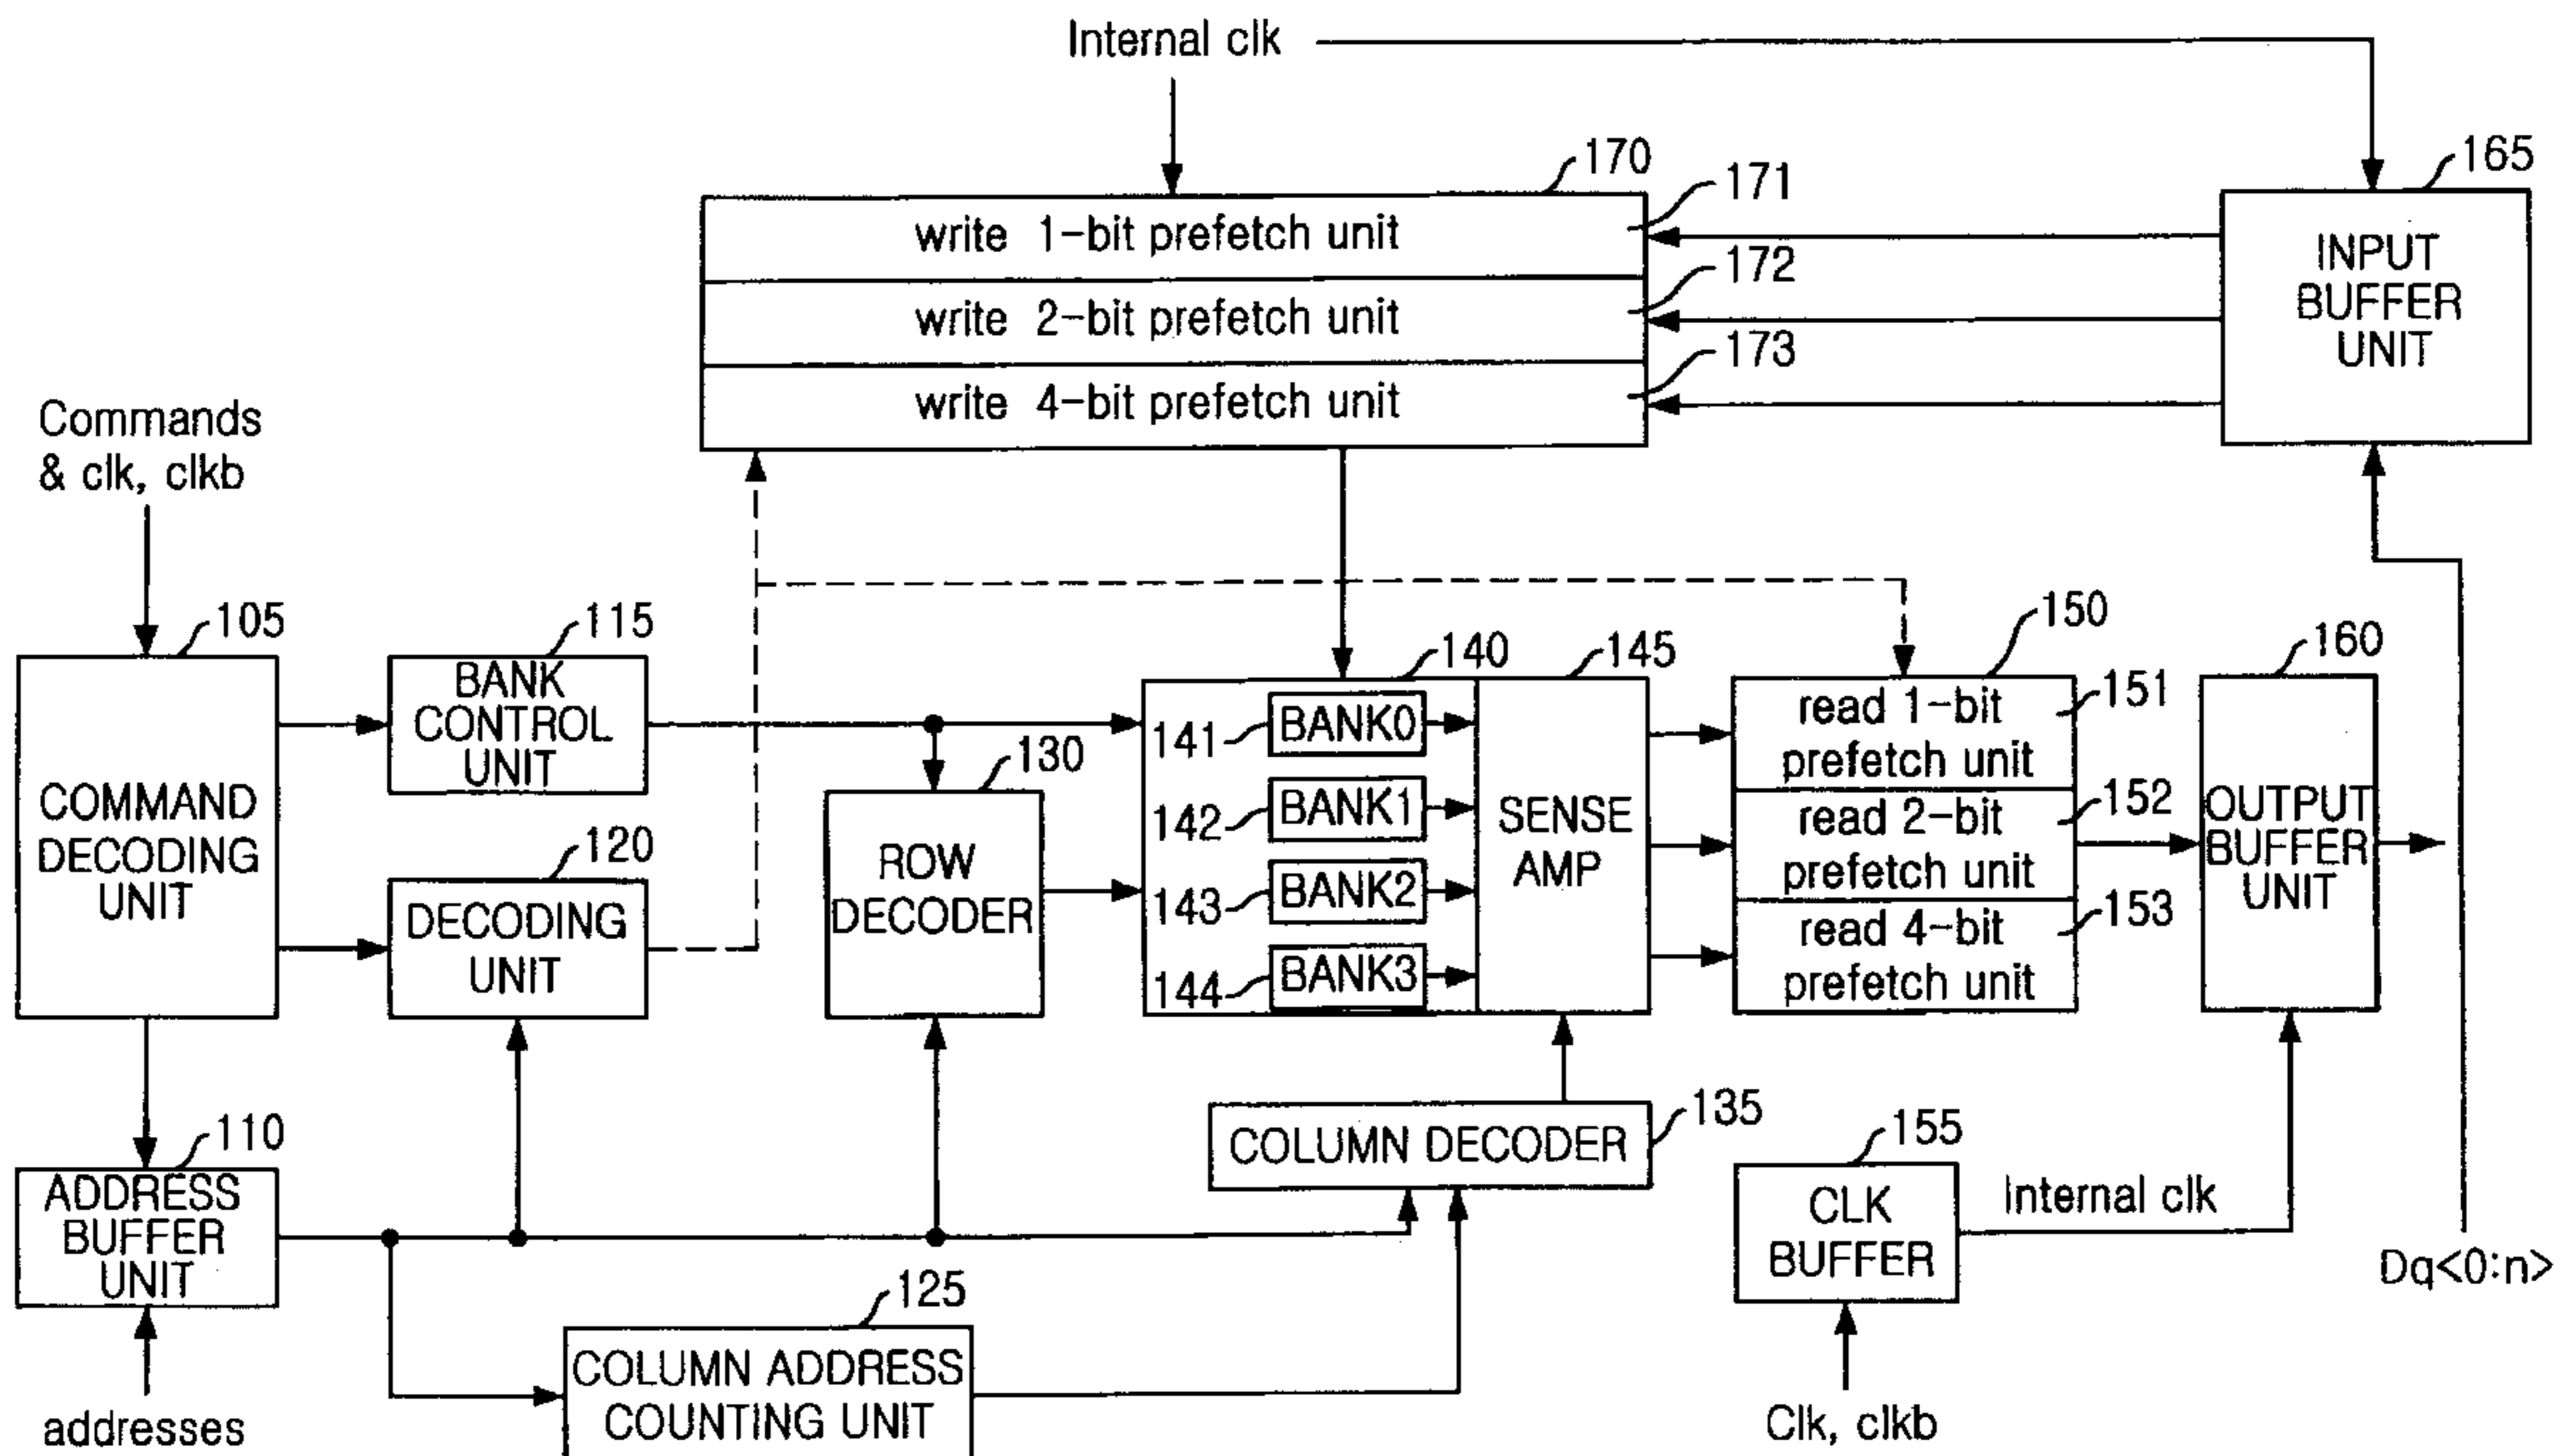 Internal clk
170
171
write 1-bit prefetch unit
165
INPUT
BUFFER
UNIT
172
write 2-bit prefetch unit
173
write 4-bit prefetch unit
Commands
& clk, clkb
105
COMMAND
DECODING
UNIT
115
BANK
CONTROL
UNIT
120
DECODING
UNIT
130
ROW
DECODER
140
141
BANK0
142
BANK1
143
BANK2
144
BANK3
145
SENSE
AMP
150
read 1-bit
prefetch unit
151
read 2-bit
prefetch unit
152
read 4-bit
prefetch unit
153
160
OUTPUT
BUFFER
UNIT
110
ADDRESS
BUFFER
UNIT
addresses
125
COLUMN ADDRESS
COUNTING UNIT
135
COLUMN DECODER
155
CLK
BUFFER
Internal clk
Clk, clkb
Dq<0:n>